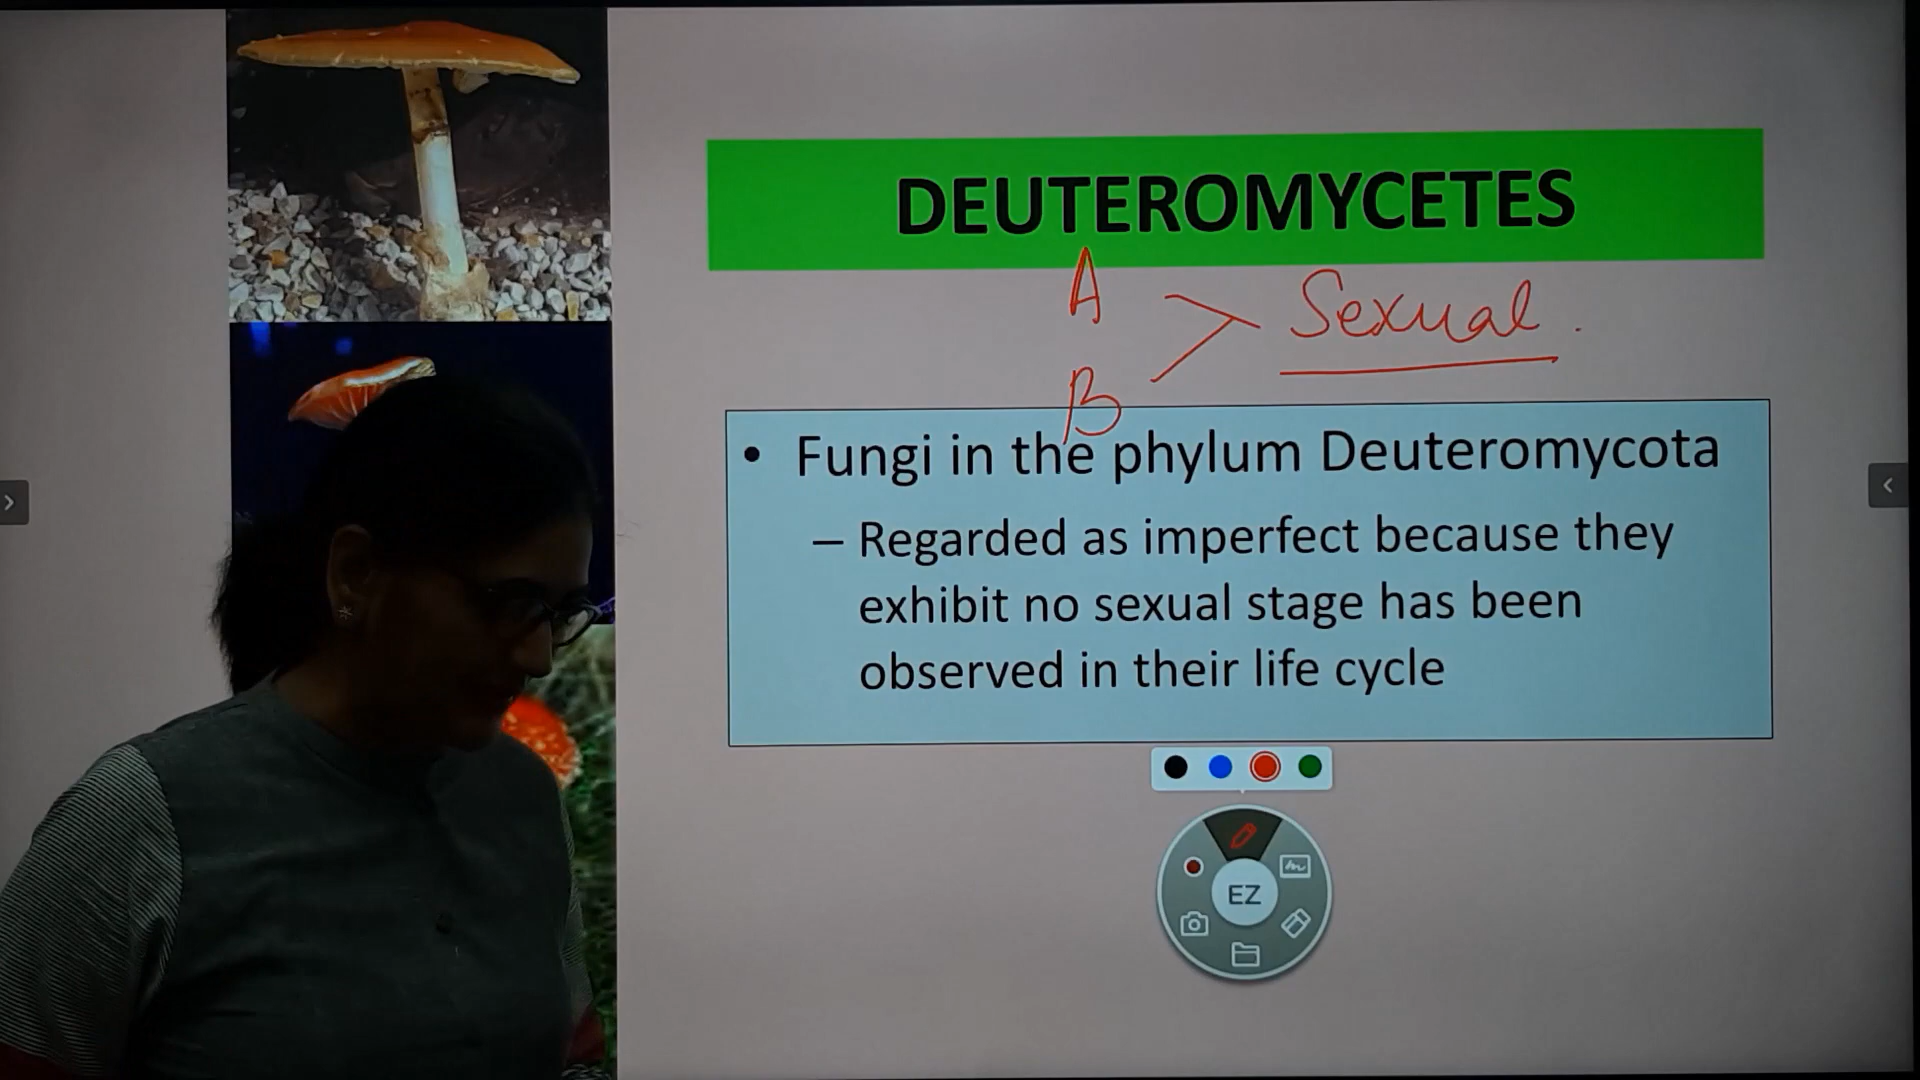 DEUTEROMYCETES
A
Sexual.
B
• Fungi in the phylum Deuteromycota
– Regarded as imperfect because they
exhibit no sexual stage has been
observed in their life cycle
EZ